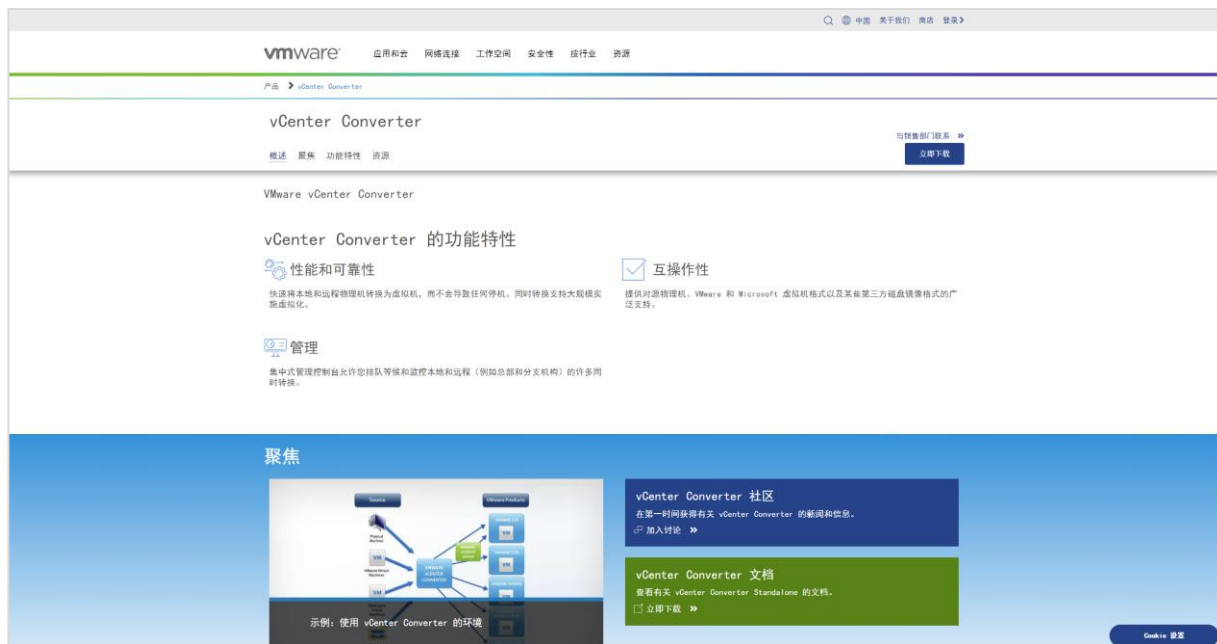 中国 关于我们 商店 登录
vmware 应用和云 网络连接 工作空间 安全性 按行业 资源
产品 vCenter Converter
vCenter Converter
与销售部门联系
概述 聚焦 功能特性 资源
立即下载
VMware vCenter Converter
vCenter Converter 的功能特性
性能和可靠性
快速将本地和远程物理机转换为虚拟机，而不会导致任何停机。同时转换支持大规模实
施虚拟化。
互操作性
提供对源物理机、VMware 和 Microsoft 虚拟机格式以及某些第三方磁盘镜像格式的广
泛支持。
管理
集中式管理控制台允许您排队等候和监控本地和远程（例如总部和分支机构）的许多同
时转换。
聚焦
Source
VMware Products
Physical
Machine
VM
VMware Virtual
Machines
VM
VMWARE
VCENTER
CONVERTER
VM
VM
示例：使用 vCenter Converter 的环境
vCenter Converter 社区
在第一时间获得有关 vCenter Converter 的新闻和信息。
加入讨论
vCenter Converter 文档
查看有关 vCenter Converter Standalone 的文档。
立即下载
Cookie 设置